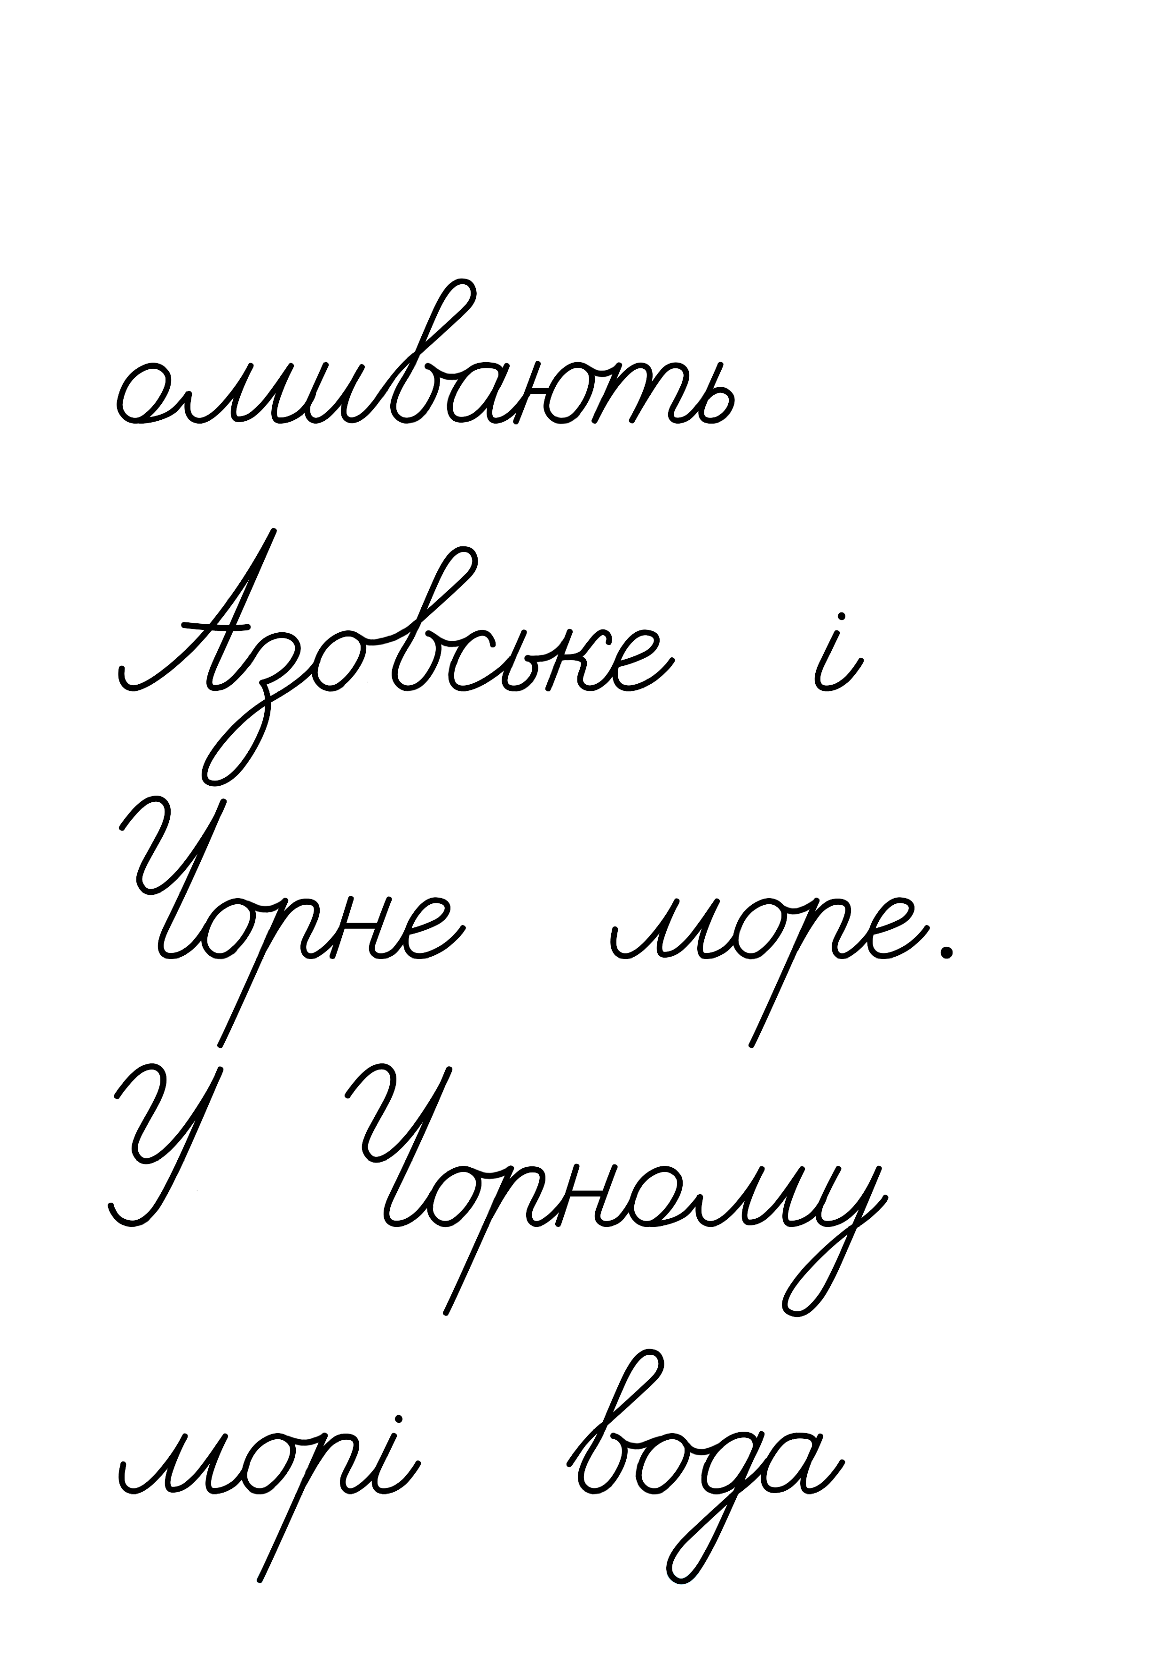 омивають
Азовське і
Чорне море.
У Чорному
морі вода